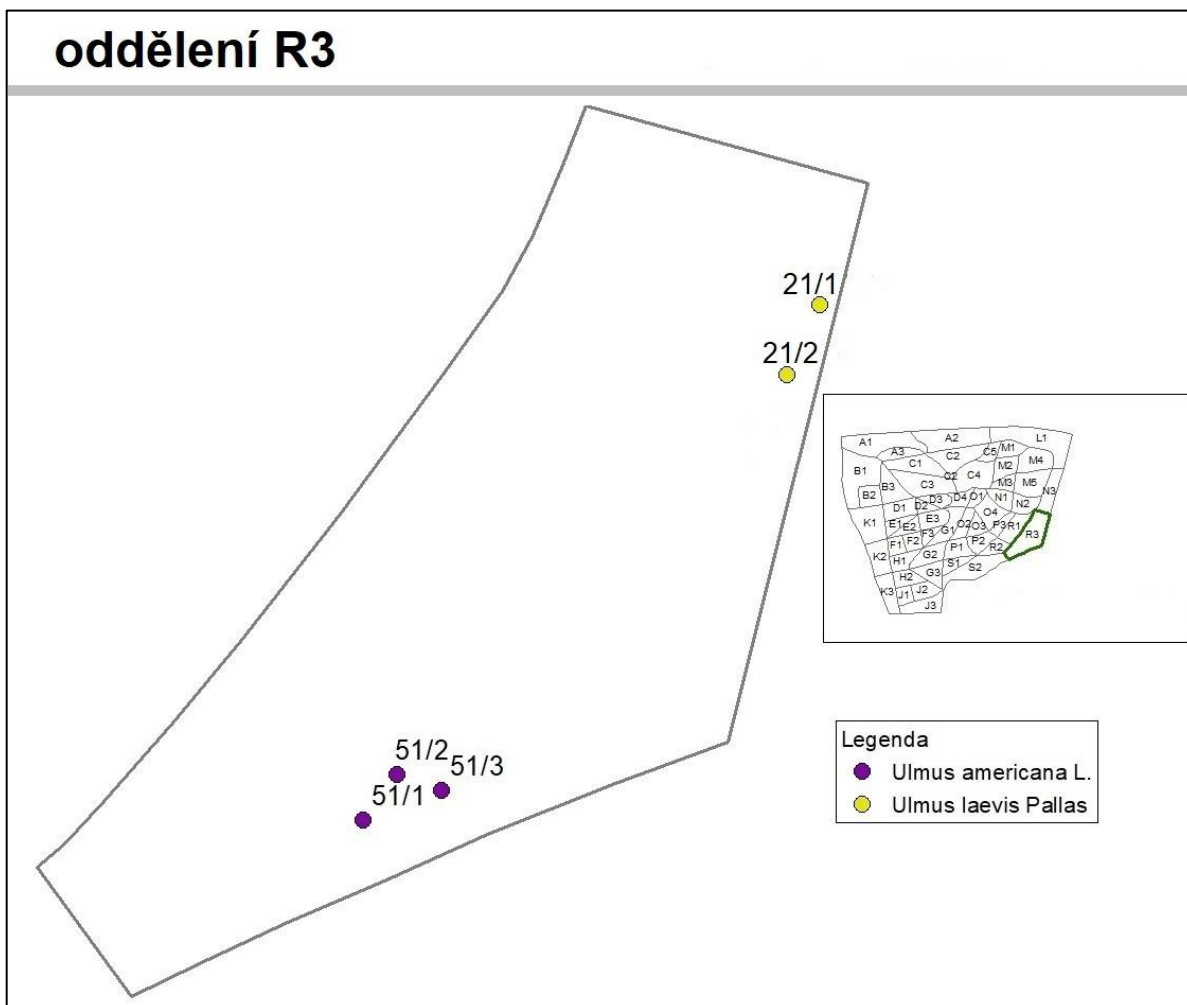 oddělení R3
21/1
21/2
A1
A2
L1
A3
C5
M1
C2
C1
M2
M4
B1
C2
C4
B3
C3
M3
M5
B2
D3
D4
O1
N1
N3
D1
D2
N2
K1
E1
E2
E3
O4
G1
O2
O3
P3
R1
R3
F1
F2
F3
P2
K2
P1
R2
H1
G2
S1
S2
H2
G3
K3
J1
J2
J3
Legenda
Ulmus americana L.
Ulmus laevis Pallas
51/2
51/3
51/1